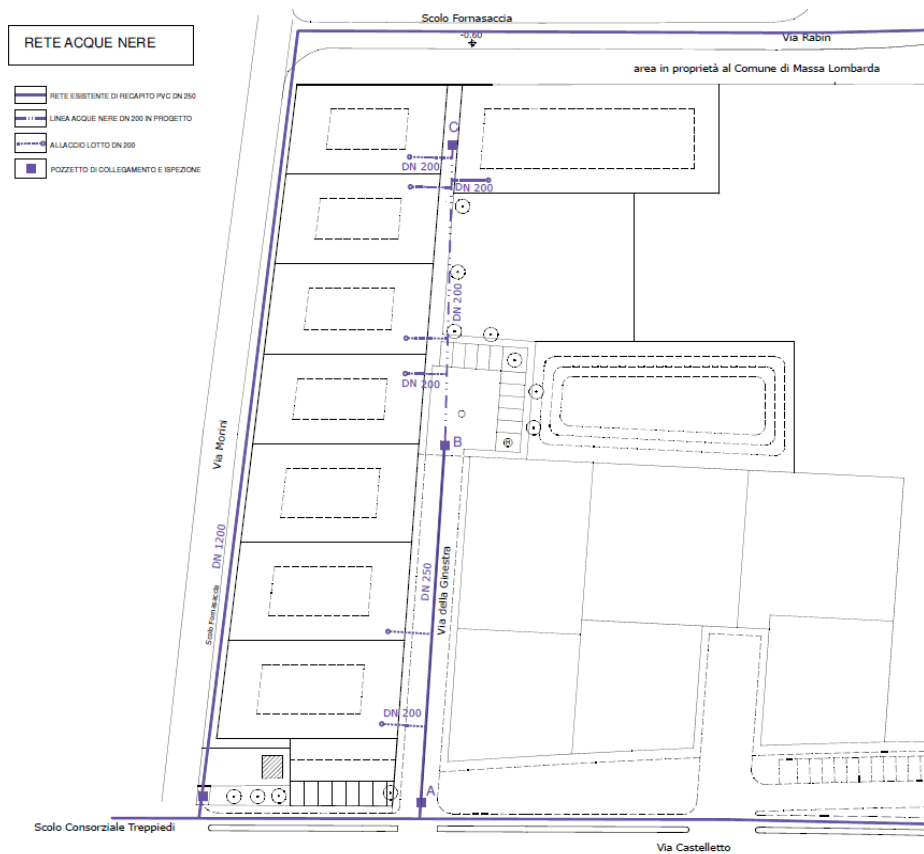 Scolo Fornasaccia
-0.60
Via Rabin
RETE ACQUE NERE
area in proprietà al Comune di Massa Lombarda
RETE ESISTENTE DI RECAPITO PVC DN 250
LINEA ACQUE NERE DN 200 IN PROGETTO
ALLACCIO LOTTO DN 200
POZZETTO DI COLLEGAMENTO E ISPEZIONE
C
DN 200
DN 200
DN 200
DN 200
B
Via Morini
DN 1200
Scolo Fornasaccia
DN 250
Via della Ginestra
DN 200
A
Scolo Consorziale Treppiedi
Via Castelletto